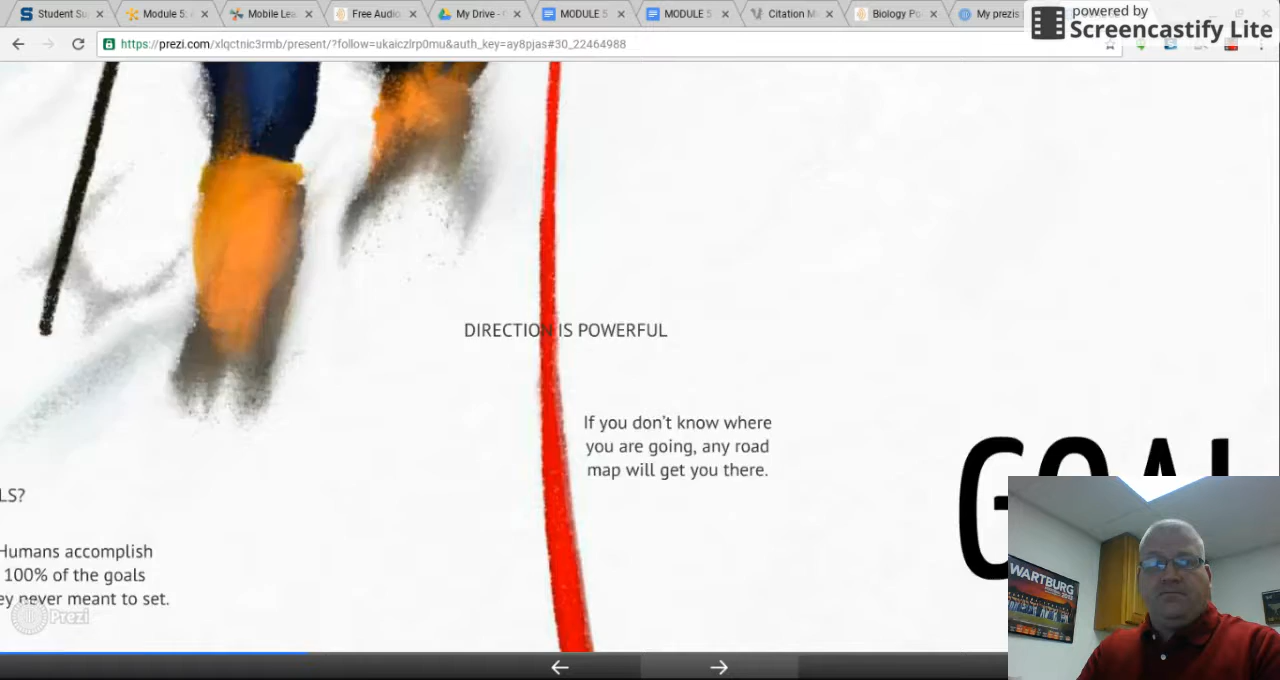 Student Su
Module 5:
Mobile Lea
Free Audio
My Drive -
MODULE 5
MODULE 5
Citation M
Biology Po
My prezis
powered by
Screencastify Lite
https://prezi.com/xlqctnic3rmb/present/?follow=ukaiczlrp0mu&auth_key=ay8pjas#30_22464988
DIRECTION IS POWERFUL
If you don't know where
you are going, any road
map will get you there.
GOAL
LS?
Humans accomplish
100% of the goals
ey never meant to set.
Prezi
WARTBURG